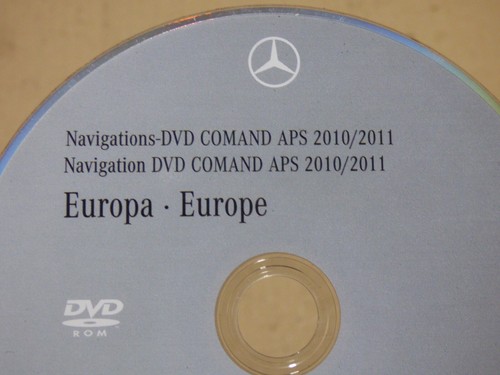 Navigations-DVD COMAND APS 2010/2011
Navigation DVD COMAND APS 2010/2011
Europa · Europe
DVD
ROM